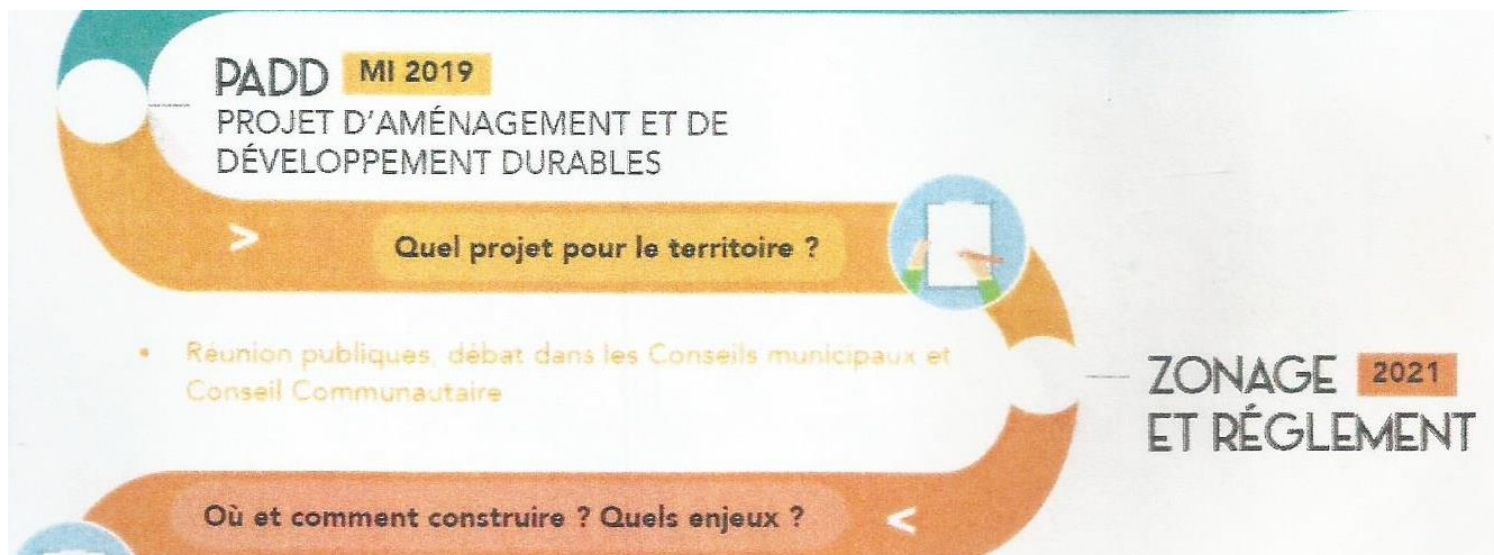 PADD MI 2019
PROJET D'AMÉNAGEMENT ET DE
DÉVELOPPEMENT DURABLES
> Quel projet pour le territoire ?
• Réunion publiques, débat dans les Conseils municipaux et
Conseil Communautaire
ZONAGE 2021
ET RÉGLEMENT
Où et comment construire ? Quels enjeux ? <